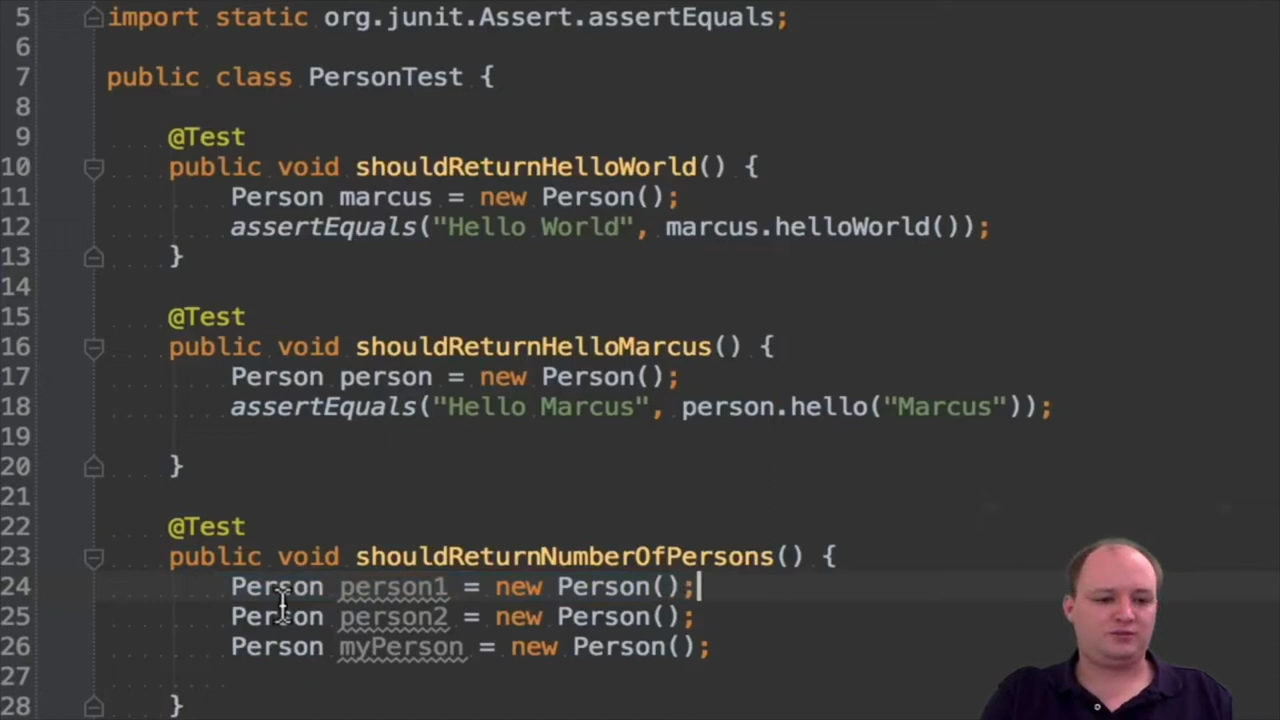 5 import static org.junit.Assert.assertEquals;
6
7 public class PersonTest {
8
9 @Test
10 public void shouldReturnHelloWorld() {
11 Person marcus = new Person();
12 assertEquals("Hello World", marcus.helloWorld());
13 }
14
15 @Test
16 public void shouldReturnHelloMarcus() {
17 Person person = new Person();
18 assertEquals("Hello Marcus", person.hello("Marcus"));
19
20 }
21
22 @Test
23 public void shouldReturnNumberOfPersons() {
24 Person person1 = new Person();
25 Person person2 = new Person();
26 Person myPerson = new Person();
27
28 }